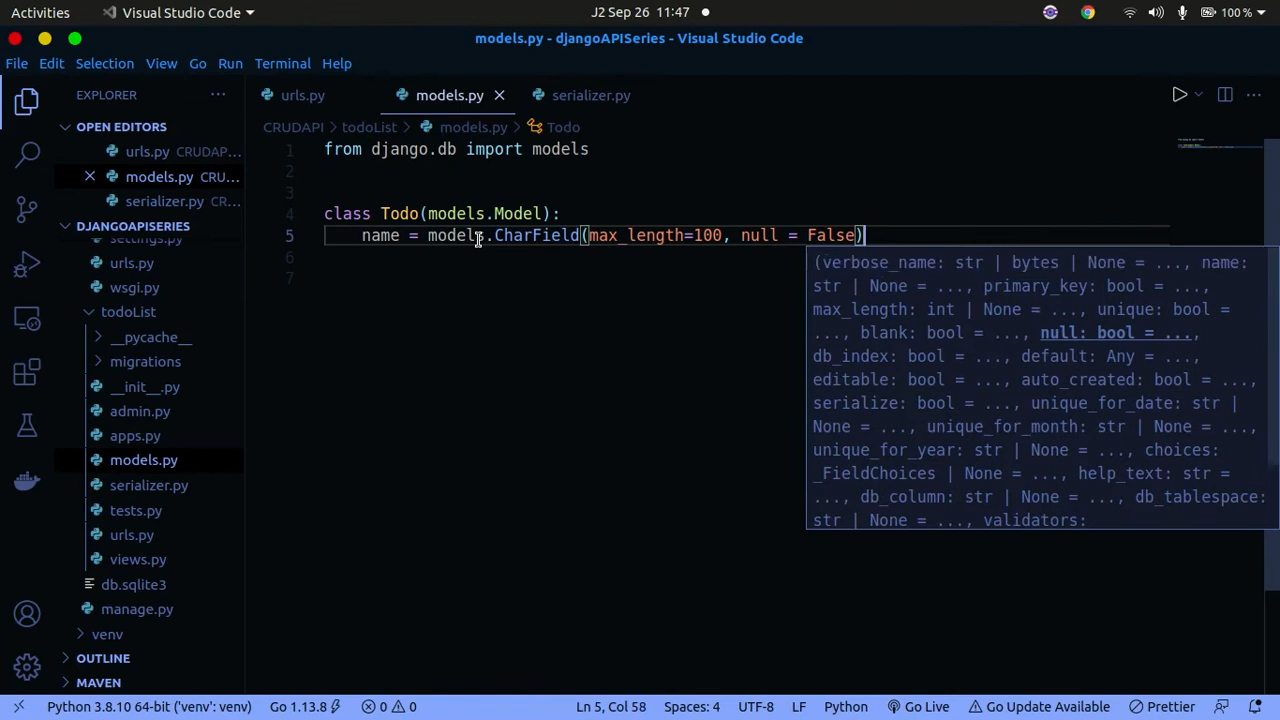 Activities
Visual Studio Code
J2 Sep 26 11:47
100 %
models.py - djangoAPISeries - Visual Studio Code
File Edit Selection View Go Run Terminal Help
EXPLORER
OPEN EDITORS
urls.py CRUDAP...
models.py CRU...
serializer.py CRU...
DJANGOAPISERIES
settings.py
urls.py
wsgi.py
todoList
__pycache__
migrations
__init__.py
admin.py
apps.py
models.py
serializer.py
tests.py
urls.py
views.py
db.sqlite3
manage.py
venv
OUTLINE
MAVEN
urls.py
models.py
serializer.py
CRUDAPI
todoList
models.py
Todo
1 from django.db import models
2
3
4 class Todo(models.Model):
5 name = models.CharField(max_length=100, null = False)
6
7
(verbose_name: str | bytes | None = ..., name:
str | None = ..., primary_key: bool = ...,
max_length: int | None = ..., unique: bool =
..., blank: bool = ..., null: bool = ...,
db_index: bool = ..., default: Any = ...,
editable: bool = ..., auto_created: bool = ...,
serialize: bool = ..., unique_for_date: str |
None = ..., unique_for_month: str | None = ...,
unique_for_year: str | None = ..., choices:
_FieldChoices | None = ..., help_text: str =
..., db_column: str | None = ..., db_tablespace:
str | None = ..., validators:
Python 3.8.10 ('venv': venv)
Go 1.13.8
0 0
Ln 5, Col 58
Spaces: 4
UTF-8
LF
Python
Go Live
Go Update Available
Prettier